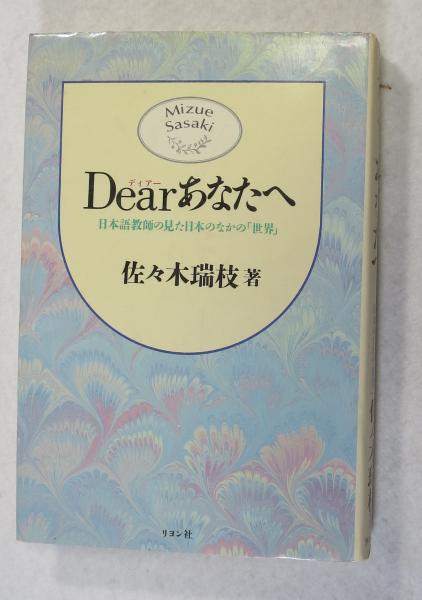 Mizue
Sasaki
ディアー
Dearあなたへ
日本語教師の見た日本のなかの「世界」
佐々木瑞枝 著
リヨン社